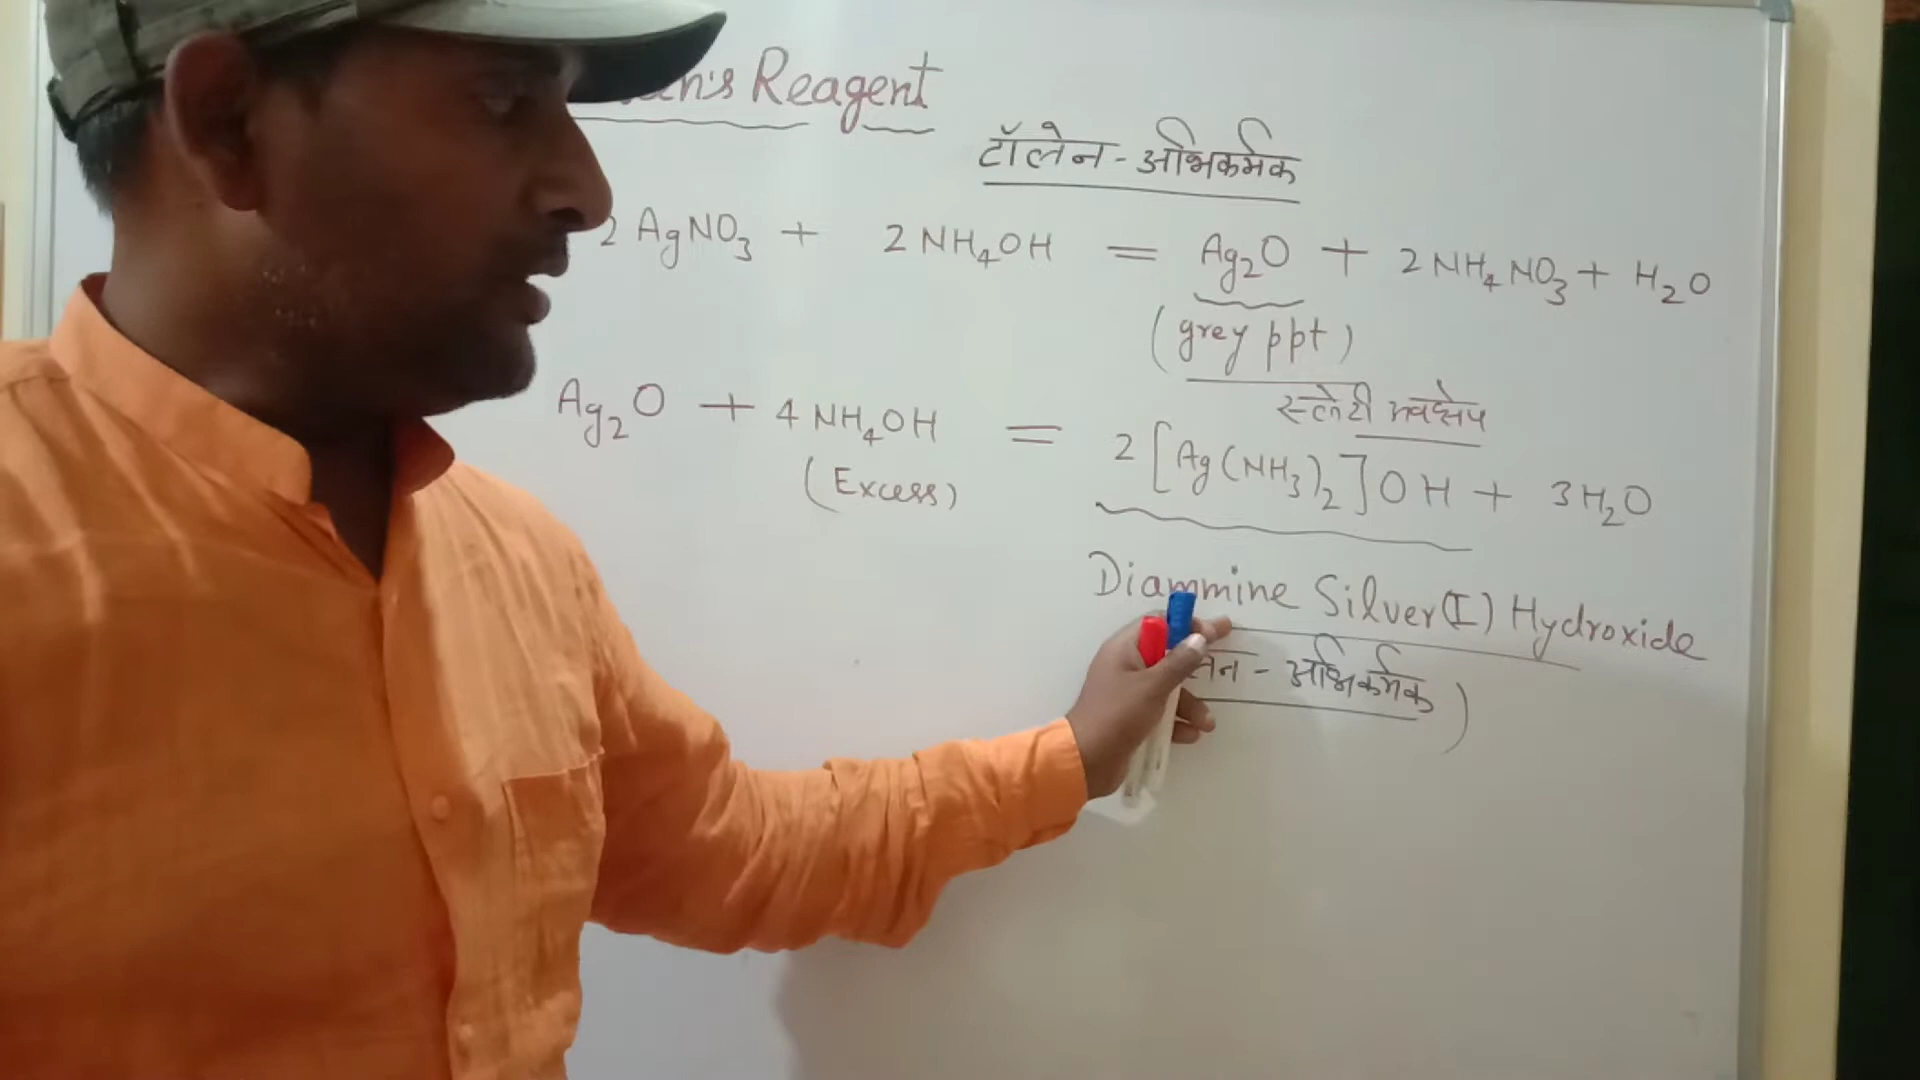 Reagent
टॉलेन - अभिकर्मक
2 AgNO₃ + 2 NH₄OH = Ag₂O + 2 NH₄NO₃ + H₂O
(grey ppt)
स्लेटी अवक्षेप
Ag₂O + 4 NH₄OH = 2 [Ag(NH₃)₂] OH + 3H₂O
(Excess)
Diammine Silver(I) Hydroxide
- अभिकर्मक)